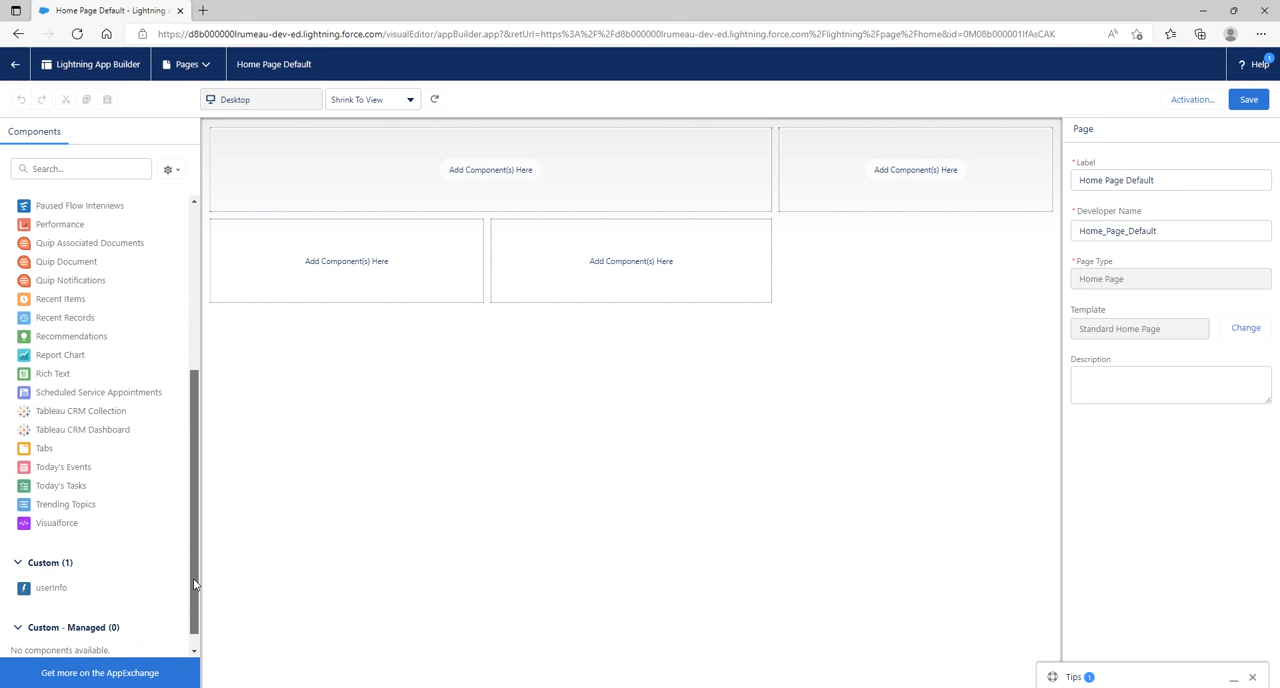 Home Page Default - Lightning A
https://d8b000000lrumeau-dev-ed.lightning.force.com/visualEditor/appBuilder.app?&retUrl=https%3A%2F%2Fd8b000000lrumeau-dev-ed.lightning.force.com%2Flightning%2Fpage%2Fhome&id=0M08b000001lfAsCAK
Lightning App Builder
Pages
Home Page Default
? Help
1
Desktop
Shrink To View
Activation...
Save
Components
Search...
Paused Flow Interviews
Performance
Quip Associated Documents
Quip Document
Quip Notifications
Recent Items
Recent Records
Recommendations
Report Chart
Rich Text
Scheduled Service Appointments
Tableau CRM Collection
Tableau CRM Dashboard
Tabs
Today's Events
Today's Tasks
Trending Topics
Visualforce
Custom (1)
userInfo
Custom - Managed (0)
No components available.
Get more on the AppExchange
Add Component(s) Here
Add Component(s) Here
Add Component(s) Here
Add Component(s) Here
Page
* Label
Home Page Default
* Developer Name
Home_Page_Default
* Page Type
Home Page
Template
Standard Home Page
Change
Description
Tips 1